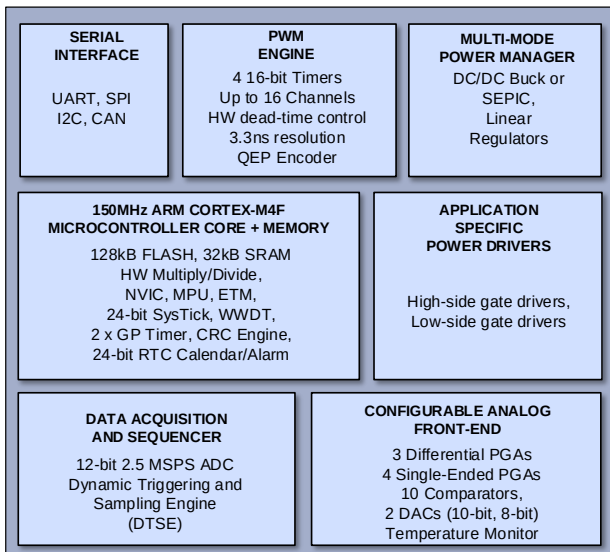 SERIAL
INTERFACE
UART, SPI
I2C, CAN
PWM
ENGINE
4 16-bit Timers
Up to 16 Channels
HW dead-time control
3.3ns resolution
QEP Encoder
MULTI-MODE
POWER MANAGER
DC/DC Buck or
SEPIC,
Linear
Regulators
150MHz ARM CORTEX-M4F
MICROCONTROLLER CORE + MEMORY
128kB FLASH, 32kB SRAM
HW Multiply/Divide,
NVIC, MPU, ETM,
24-bit SysTick, WWDT,
2 x GP Timer, CRC Engine,
24-bit RTC Calendar/Alarm
APPLICATION
SPECIFIC
POWER DRIVERS
High-side gate drivers,
Low-side gate drivers
DATA ACQUISITION
AND SEQUENCER
12-bit 2.5 MSPS ADC
Dynamic Triggering and
Sampling Engine
(DTSE)
CONFIGURABLE ANALOG
FRONT-END
3 Differential PGAs
4 Single-Ended PGAs
10 Comparators,
2 DACs (10-bit, 8-bit)
Temperature Monitor